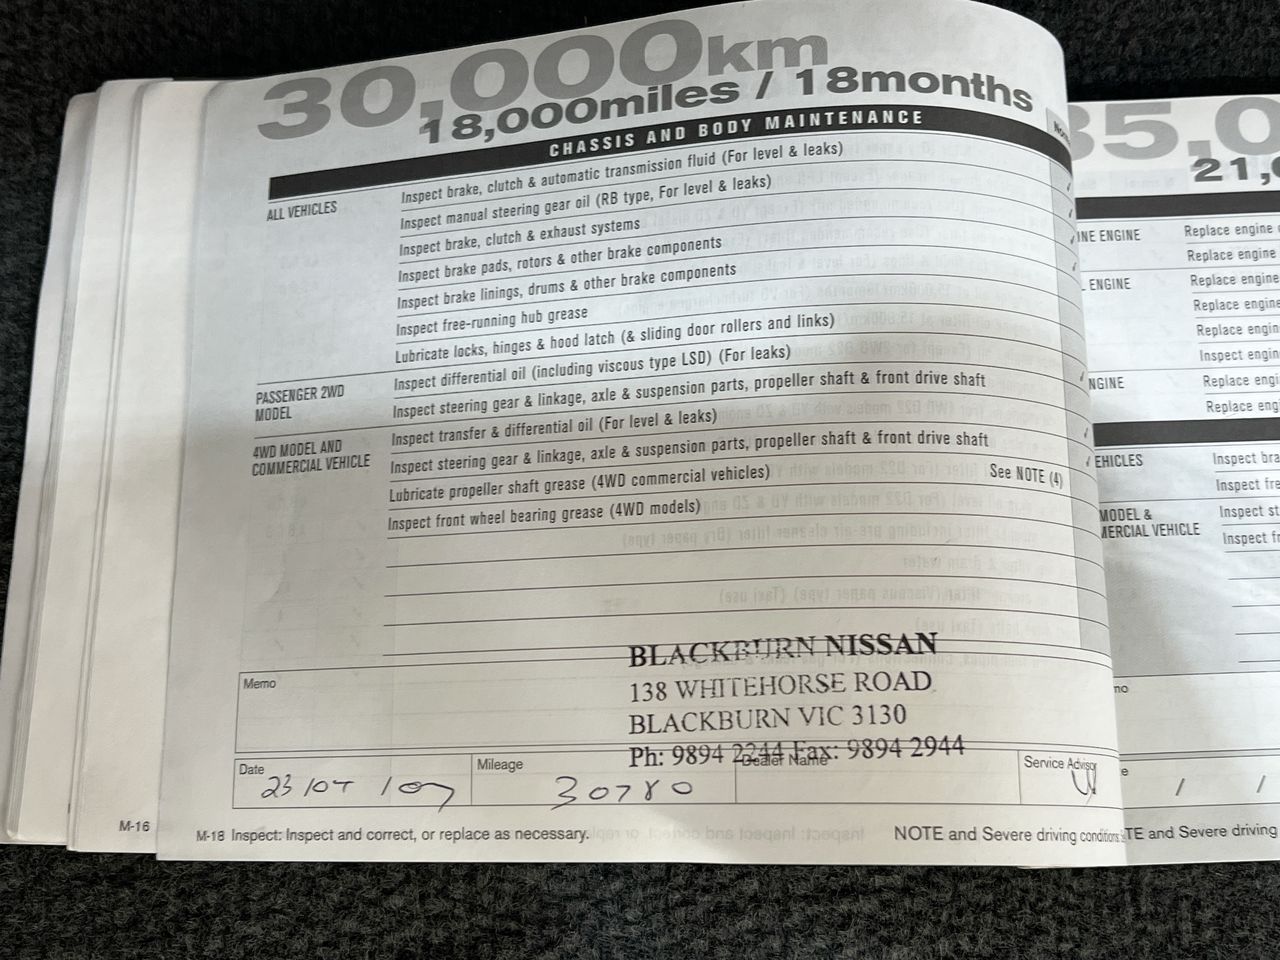 30,000km
18,000miles / 18months
CHASSIS AND BODY MAINTENANCE
ALL VEHICLES
Inspect brake, clutch & automatic transmission fluid (For level & leaks)
Inspect manual steering gear oil (RB type, For level & leaks)
Inspect brake, clutch & exhaust systems
Inspect brake pads, rotors & other brake components
Inspect brake linings, drums & other brake components
Inspect free-running hub grease
Lubricate locks, hinges & hood latch (& sliding door rollers and links)
PASSENGER 2WD
MODEL
Inspect differential oil (including viscous type LSD) (For leaks)
Inspect steering gear & linkage, axle & suspension parts, propeller shaft & front drive shaft
4WD MODEL AND
COMMERCIAL VEHICLE
Inspect transfer & differential oil (For level & leaks)
Inspect steering gear & linkage, axle & suspension parts, propeller shaft & front drive shaft
Lubricate propeller shaft grease (4WD commercial vehicles) See NOTE (4)
Inspect front wheel bearing grease (4WD models)
BLACKBURN NISSAN
138 WHITEHORSE ROAD
BLACKBURN VIC 3130
Ph: 9894 2244 Fax: 9894 2944
Memo
Date
23/07/07
Mileage
30780
Dealer Name
Service Advisor
M-16
M-18 Inspect: Inspect and correct, or replace as necessary.
NOTE and Severe driving conditions
35,0
21,
INE ENGINE
Replace engine
Replace engine
ENGINE
Replace engine
Replace engine
Replace engine
Inspect engin
NGINE
Replace engi
Replace engi
EHICLES
Inspect bra
Inspect fre
MODEL &
MERCIAL VEHICLE
Inspect st
Inspect fr
TE and Severe driving